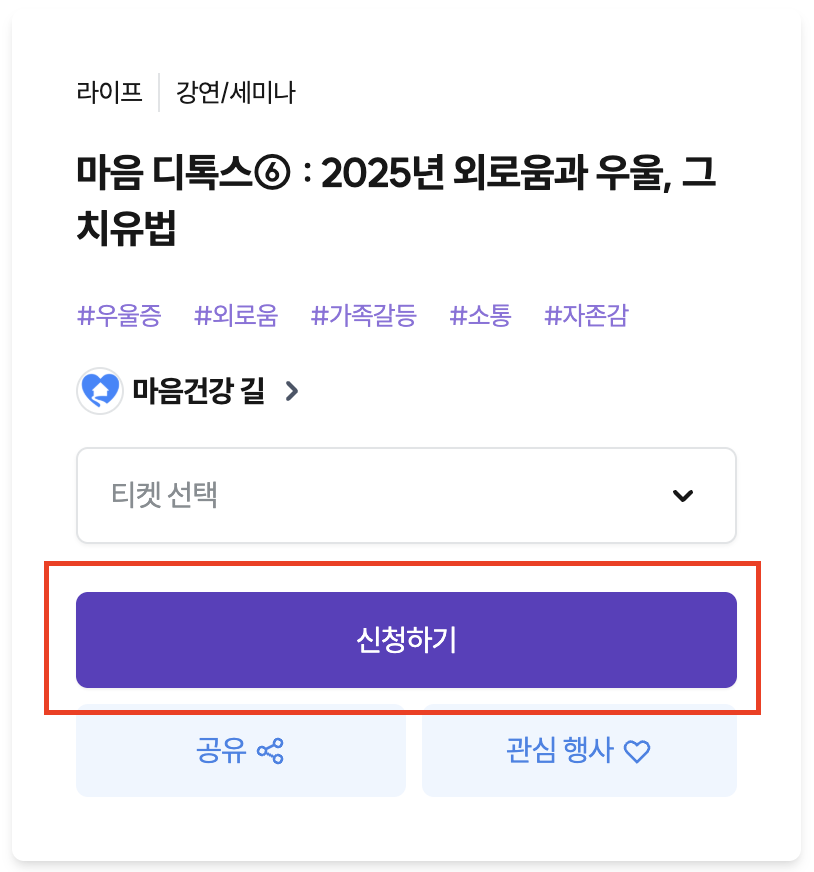 라이프 강연/세미나
마음 디톡스⑥ : 2025년 외로움과 우울, 그
치유법
#우울증 #외로움 #가족갈등 #소통 #자존감
마음건강 길
티켓 선택
신청하기
공유 관심 행사